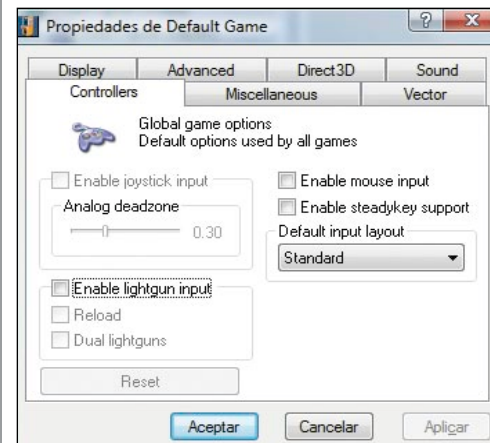 Propiedades de Default Game
Display Advanced Direct3D Sound
Controllers Miscellaneous Vector
Global game options
Default options used by all games
Enable joystick input
Analog deadzone
0.30
Enable mouse input
Enable steadykey support
Default input layout
Standard
Enable lightgun input
Reload
Dual lightguns
Reset
Aceptar Cancelar Aplicar